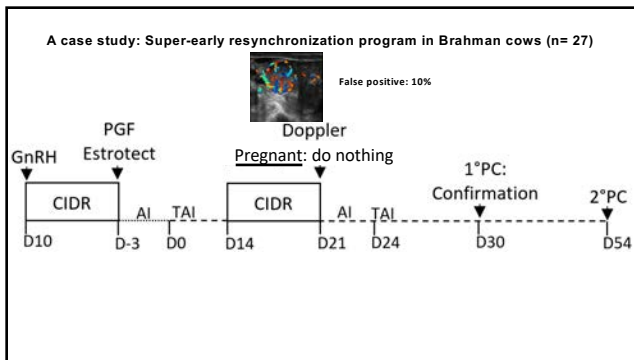 A case study: Super-early resynchronization program in Brahman cows (n= 27)
False positive: 10%
PGF
Estrotect
Doppler
GnRH
Pregnant: do nothing
1°PC:
Confirmation
2°PC
CIDR
AI
TAI
CIDR
AI
TAI
D10
D-3
D0
D14
D21
D24
D30
D54